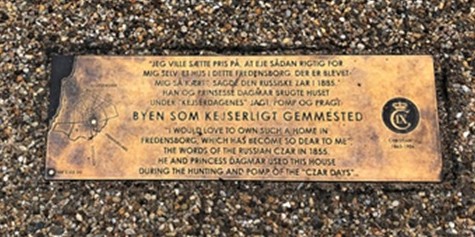 "JEG VILLE SÆTTE PRIS PÅ, AT EJE SÅDAN RIGTIG FOR
MIG SELV, ET HUS I DETTE FREDENSBORG, DER ER BLEVET
MIG SÅ KÆRT", SAGDE DEN RUSSISKE ZAR I 1885.
HAN OG PRINSESSE DAGMAR BRUGTE HUSET
UNDER "KEJSERDAGENES" JAGT, POMP OG PRAGT.
BYEN SOM KEJSERLIGT GEMMESTED
"I WOULD LOVE TO OWN SUCH A HOME IN
FREDENSBORG, WHICH HAS BECOME SO DEAR TO ME"
THE WORDS OF THE RUSSIAN CZAR IN 1855.
HE AND PRINCESS DAGMAR USED THIS HOUSE
DURING THE HUNTING AND POMP OF THE "CZAR DAYS"...